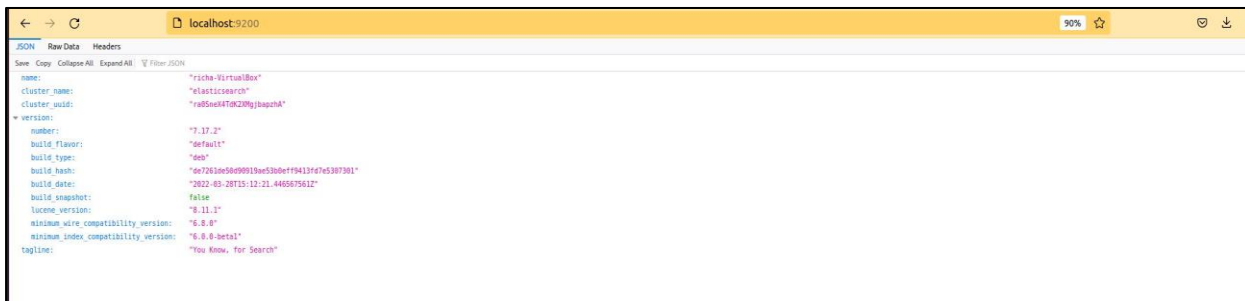 localhost:9200 90%
JSON Raw Data Headers
Save Copy Collapse All Expand All Filter JSON
name: "richa-VirtualBox"
cluster_name: "elasticsearch"
cluster_uuid: "ra0SneX4TdK2XMgjbapzhA"
version:
number: "7.17.2"
build_flavor: "default"
build_type: "deb"
build_hash: "de7261de50d90919ae53b0eff9413fd7e5307301"
build_date: "2022-03-28T15:12:21.446567561Z"
build_snapshot: false
lucene_version: "8.11.1"
minimum_wire_compatibility_version: "6.8.0"
minimum_index_compatibility_version: "6.0.0-beta1"
tagline: "You Know, for Search"